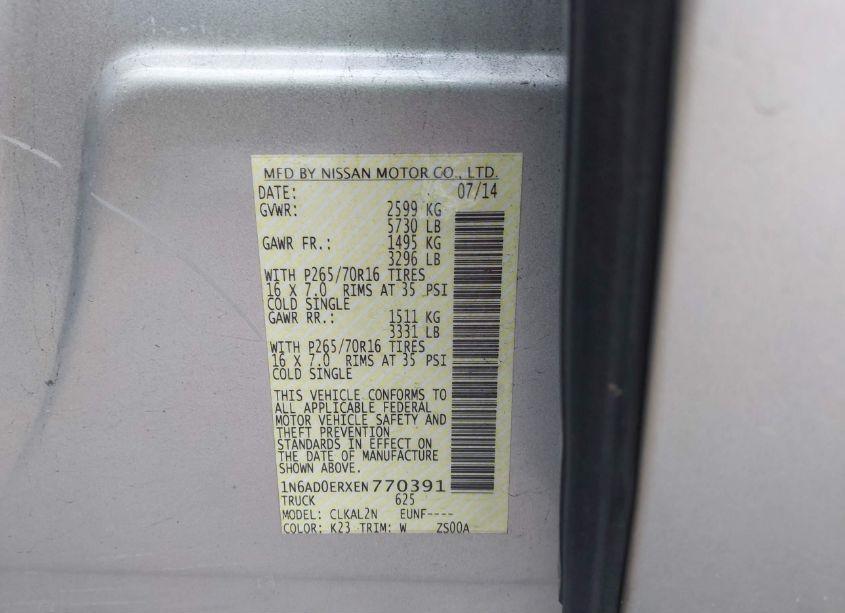 MFD BY NISSAN MOTOR CO., LTD.
DATE: 07/14
GVWR: 2599 KG
5730 LB
GAWR FR.: 1495 KG
3296 LB
WITH P265/70R16 TIRES
16 X 7.0 RIMS AT 35 PSI
COLD SINGLE
GAWR RR.: 1511 KG
3331 LB
WITH P265/70R16 TIRES
16 X 7.0 RIMS AT 35 PSI
COLD SINGLE
THIS VEHICLE CONFORMS TO
ALL APPLICABLE FEDERAL
MOTOR VEHICLE SAFETY AND
THEFT PREVENTION
STANDARDS IN EFFECT ON
THE DATE OF MANUFACTURE
SHOWN ABOVE.
1N6AD0ERXEN770391
TRUCK 625
MODEL: CLKAL2N EUNF----
COLOR: K23 TRIM: W ZS00A